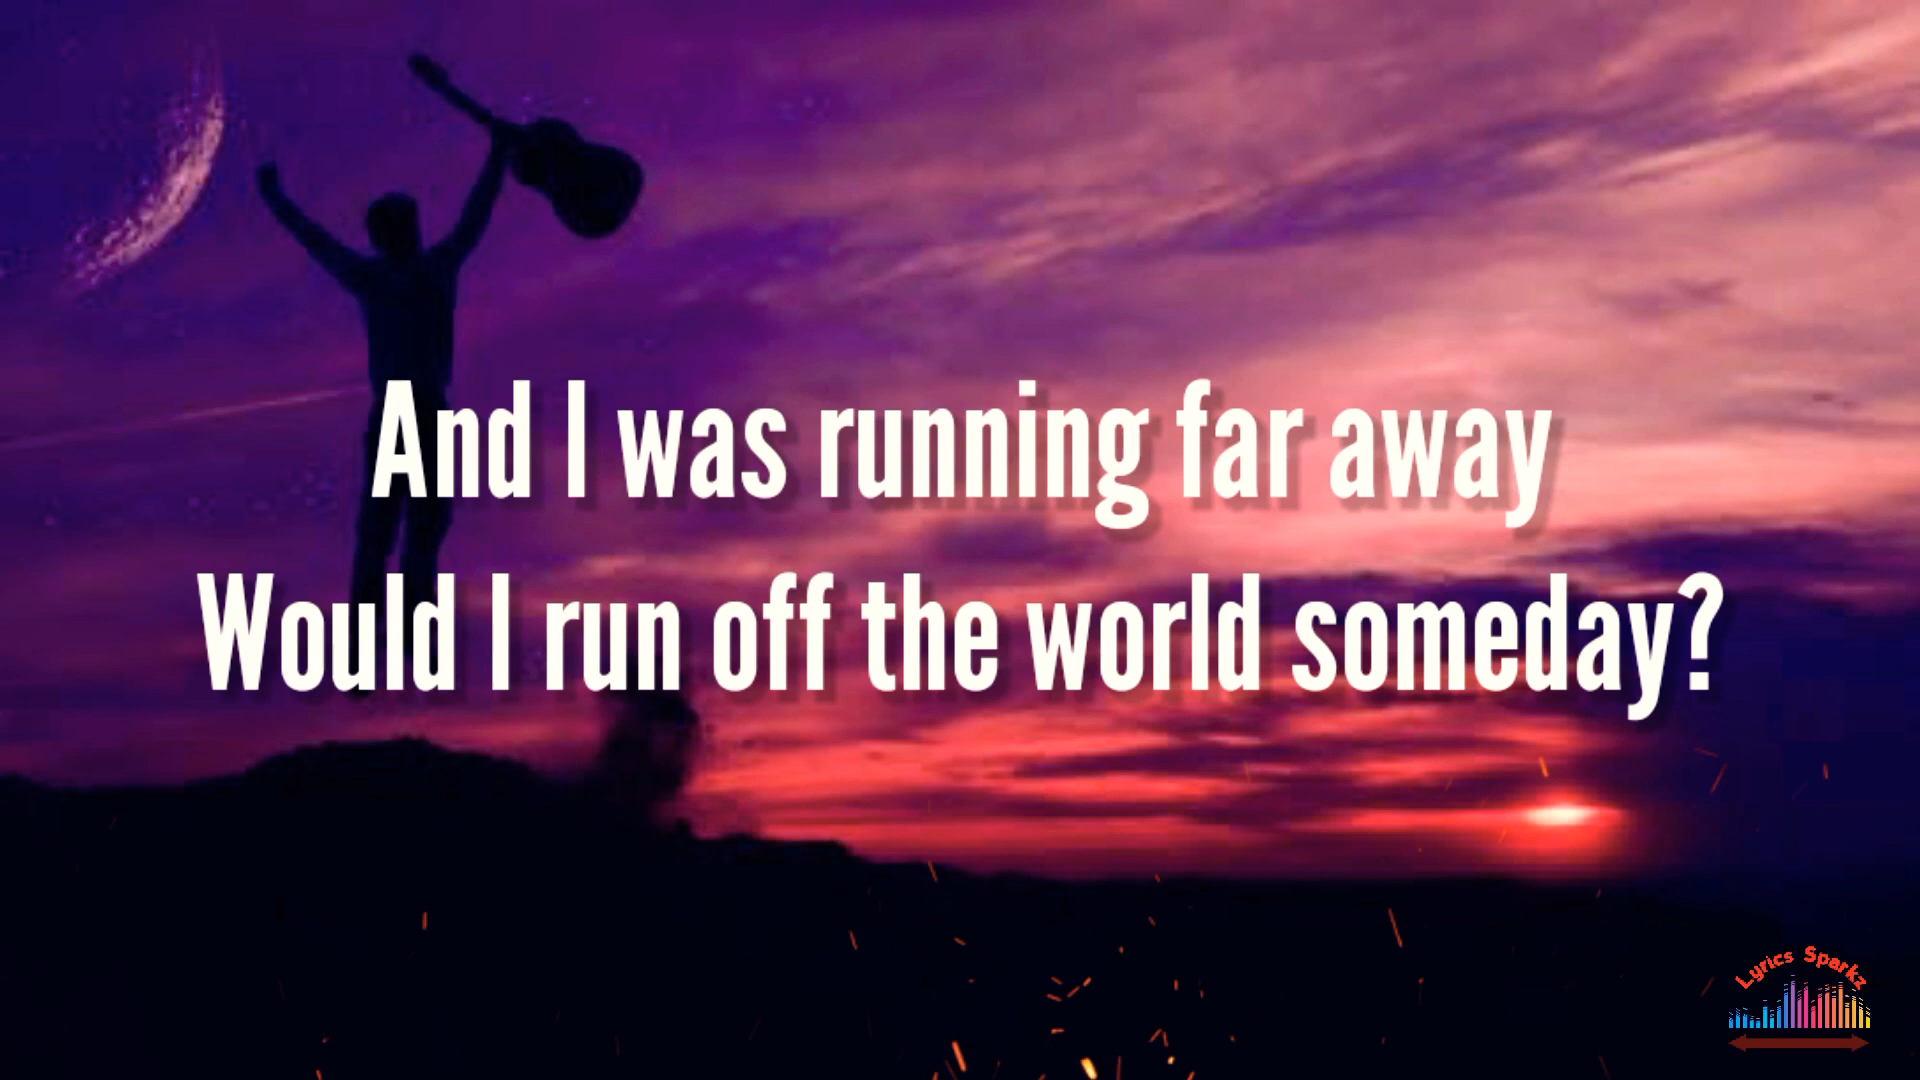 And I was running far away
Would I run off the world someday?
Lyrics Sparkz